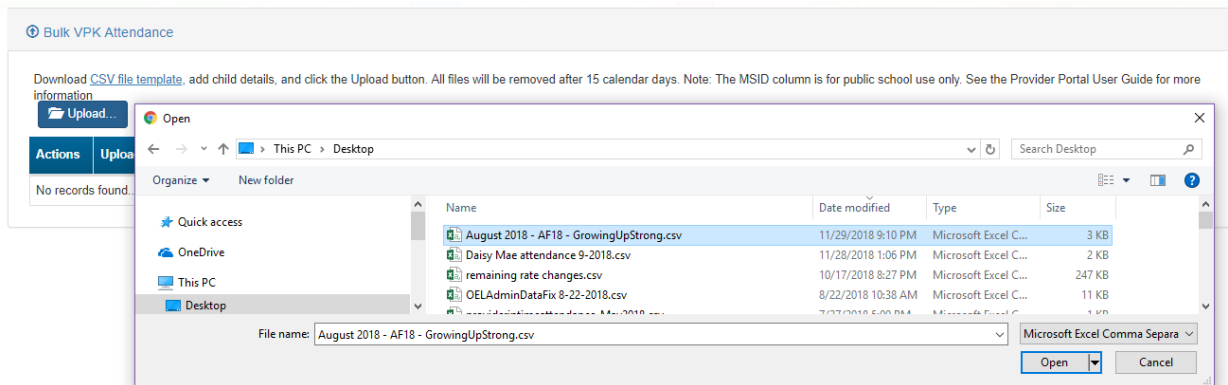 Bulk VPK Attendance
Download CSV file template, add child details, and click the Upload button. All files will be removed after 15 calendar days. Note: The MSID column is for public school use only. See the Provider Portal User Guide for more
information
Upload...
Open
Actions Uploa
This PC > Desktop
Search Desktop
No records found.
Organize New folder
Name Date modified Type Size
Quick access
August 2018 - AF18 - GrowingUpStrong.csv 11/29/2018 9:10 PM Microsoft Excel C... 3 KB
Daisy Mae attendance 9-2018.csv 11/28/2018 1:06 PM Microsoft Excel C... 2 KB
OneDrive
remaining rate changes.csv 10/17/2018 8:27 PM Microsoft Excel C... 247 KB
This PC
OELAdminDataFix 8-22-2018.csv 8/22/2018 10:38 AM Microsoft Excel C... 11 KB
Desktop
File name: August 2018 - AF18 - GrowingUpStrong.csv Microsoft Excel Comma Separa
Open Cancel